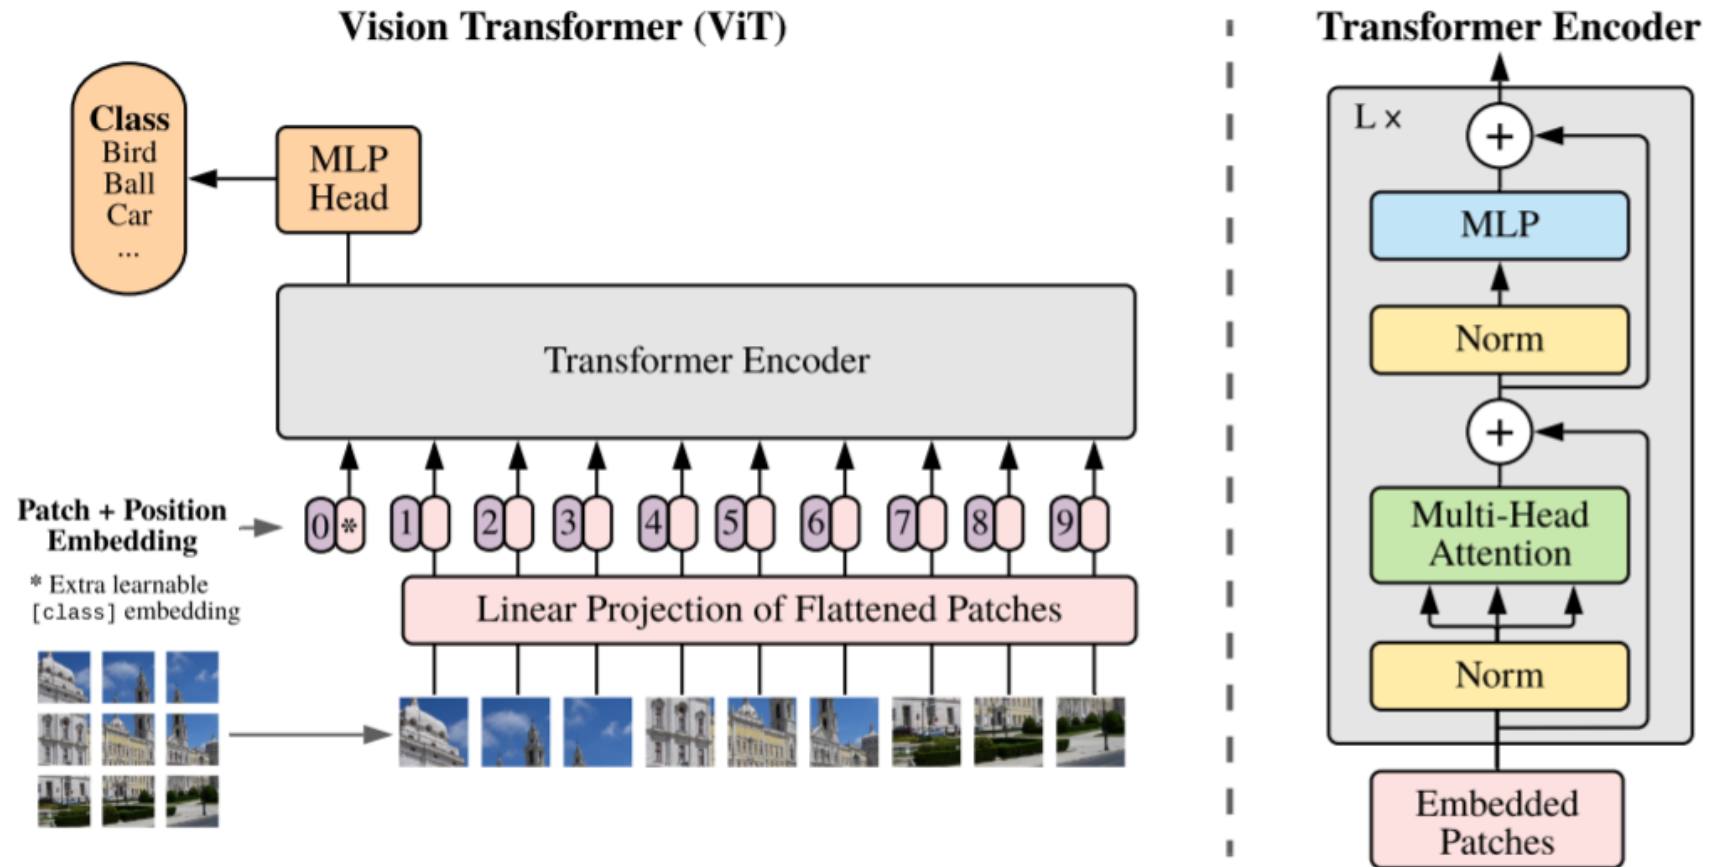 Vision Transformer (ViT)
Class
Bird
Ball
Car
...
MLP
Head
Transformer Encoder
Patch + Position
Embedding
* Extra learnable
[class] embedding
0 * 1 2 3 4 5 6 7 8 9
Linear Projection of Flattened Patches
Transformer Encoder
L ×
+
MLP
Norm
+
Multi-Head
Attention
Norm
Embedded
Patches